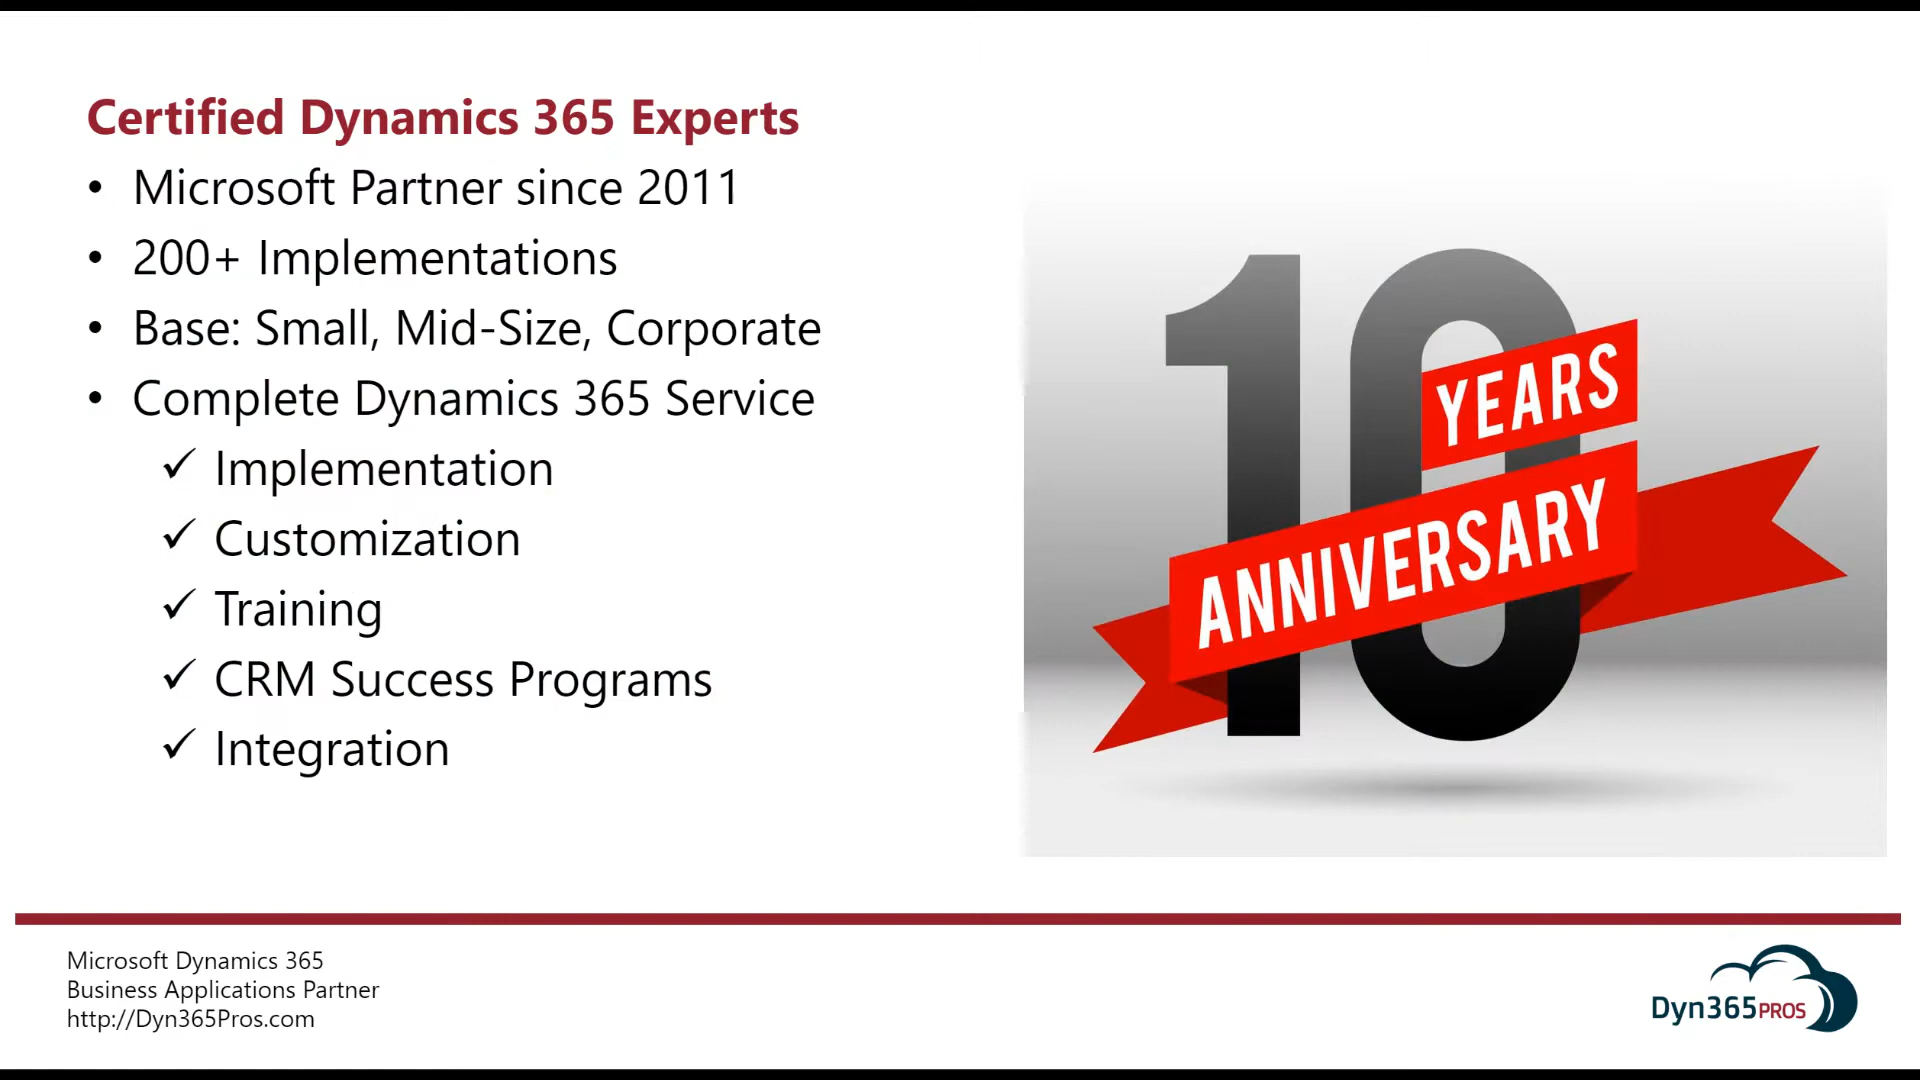 Certified Dynamics 365 Experts
• Microsoft Partner since 2011
• 200+ Implementations
• Base: Small, Mid-Size, Corporate
• Complete Dynamics 365 Service
✓ Implementation
✓ Customization
✓ Training
✓ CRM Success Programs
✓ Integration
10
YEARS
ANNIVERSARY
Microsoft Dynamics 365
Business Applications Partner
http://Dyn365Pros.com
Dyn365PROS